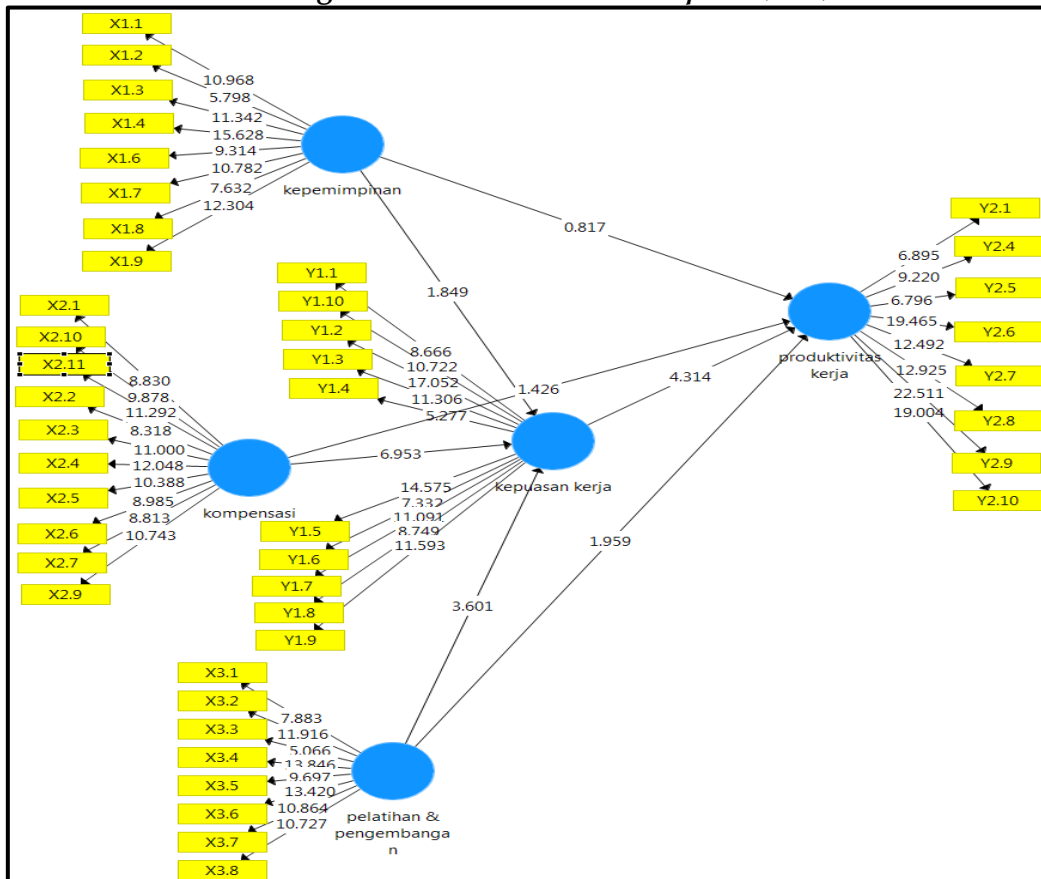 X1.1
X1.2
X1.3
X1.4
X1.6
X1.7
X1.8
X1.9
10.968
5.798
11.342
15.628
9.314
10.782
7.632
12.304
kepemimpinan
0.817
1.849
X2.1
X2.10
X2.11
X2.2
X2.3
X2.4
X2.5
X2.6
X2.7
X2.9
8.830
9.878
11.292
8.318
11.000
12.048
10.388
8.985
8.813
10.743
kompensasi
1.426
6.953
Y1.1
Y1.10
Y1.2
Y1.3
Y1.4
8.666
10.722
17.052
11.306
5.277
kepuasan kerja
4.314
14.575
7.332
11.091
8.749
11.593
Y1.5
Y1.6
Y1.7
Y1.8
Y1.9
Y2.1
Y2.4
Y2.5
Y2.6
Y2.7
Y2.8
Y2.9
Y2.10
6.895
9.220
6.796
19.465
12.492
12.925
22.511
19.004
produktivitas
kerja
1.959
3.601
X3.1
X3.2
X3.3
X3.4
X3.5
X3.6
X3.7
X3.8
7.883
11.916
5.066
13.846
9.697
13.420
10.864
10.727
pelatihan &
pengembanga
n